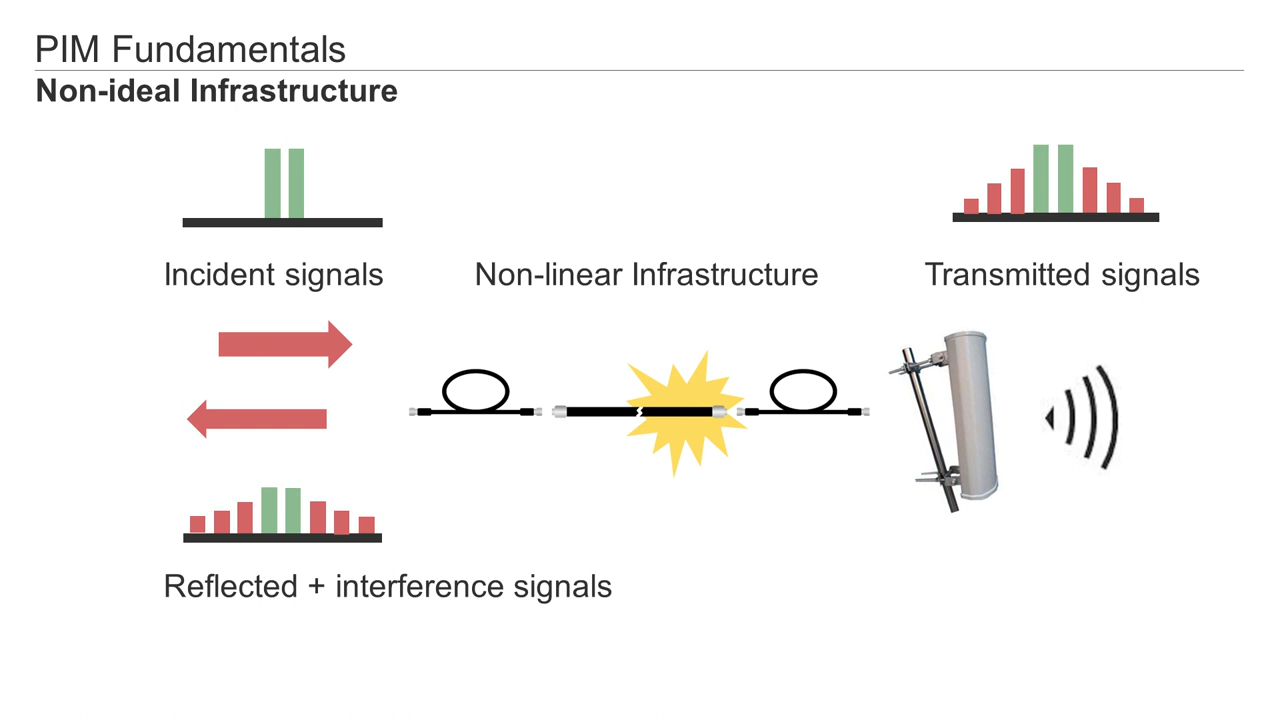 PIM Fundamentals
Non-ideal Infrastructure
Incident signals
Non-linear Infrastructure
Transmitted signals
Reflected + interference signals